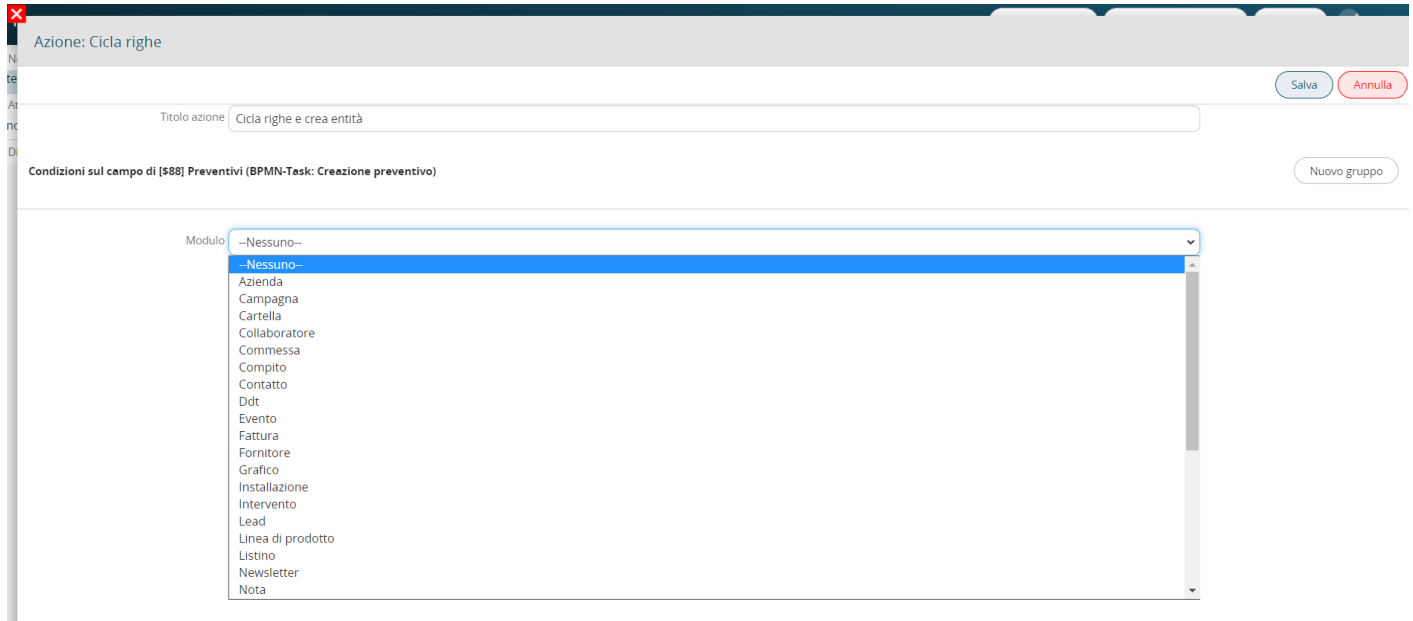 Azione: Cicla righe
Salva
Annulla
Titolo azione
Cicla righe e crea entità
Condizioni sul campo di [$88] Preventivi (BPMN-Task: Creazione preventivo)
Nuovo gruppo
Modulo
--Nessuno--
--Nessuno--
Azienda
Campagna
Cartella
Collaboratore
Commessa
Compito
Contatto
Ddt
Evento
Fattura
Fornitore
Grafico
Installazione
Intervento
Lead
Linea di prodotto
Listino
Newsletter
Nota